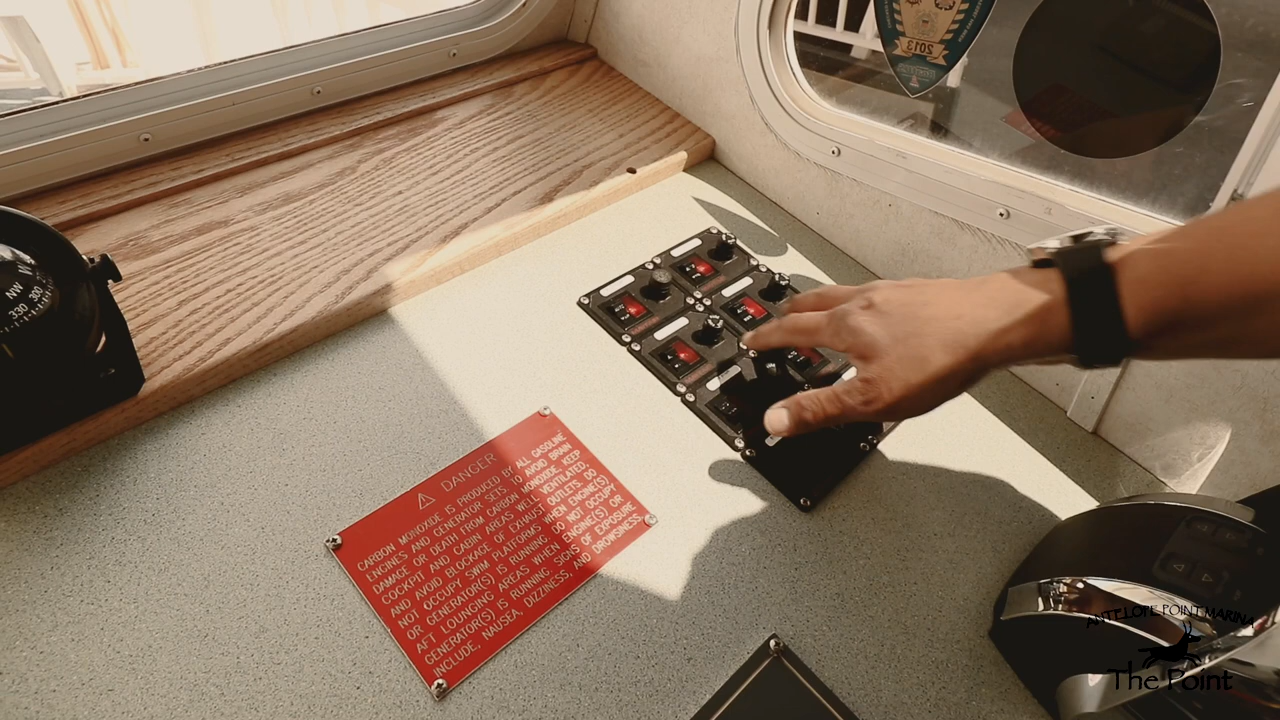 2013
NW
W
300
330
⚠ DANGER
CARBON MONOXIDE IS PRODUCED BY ALL GASOLINE
ENGINES AND GENERATOR SETS TO AVOID BRAIN
DAMAGE OR DEATH FROM CARBON MONOXIDE, KEEP
COCKPIT AND CABIN AREAS WELL VENTILATED,
AND AVOID BLOCKAGE OF EXHAUST OUTLETS. DO
NOT OCCUPY SWIM PLATFORMS WHEN ENGINE(S)
OR GENERATOR(S) IS RUNNING. DO NOT OCCUPY
AFT LOUNGING AREAS WHEN ENGINE(S) OR
GENERATOR(S) IS RUNNING. SIGNS OF EXPOSURE
INCLUDE, NAUSEA, DIZZINESS, AND DROWSINESS.
ANTELOPE POINT MARINA
The Point